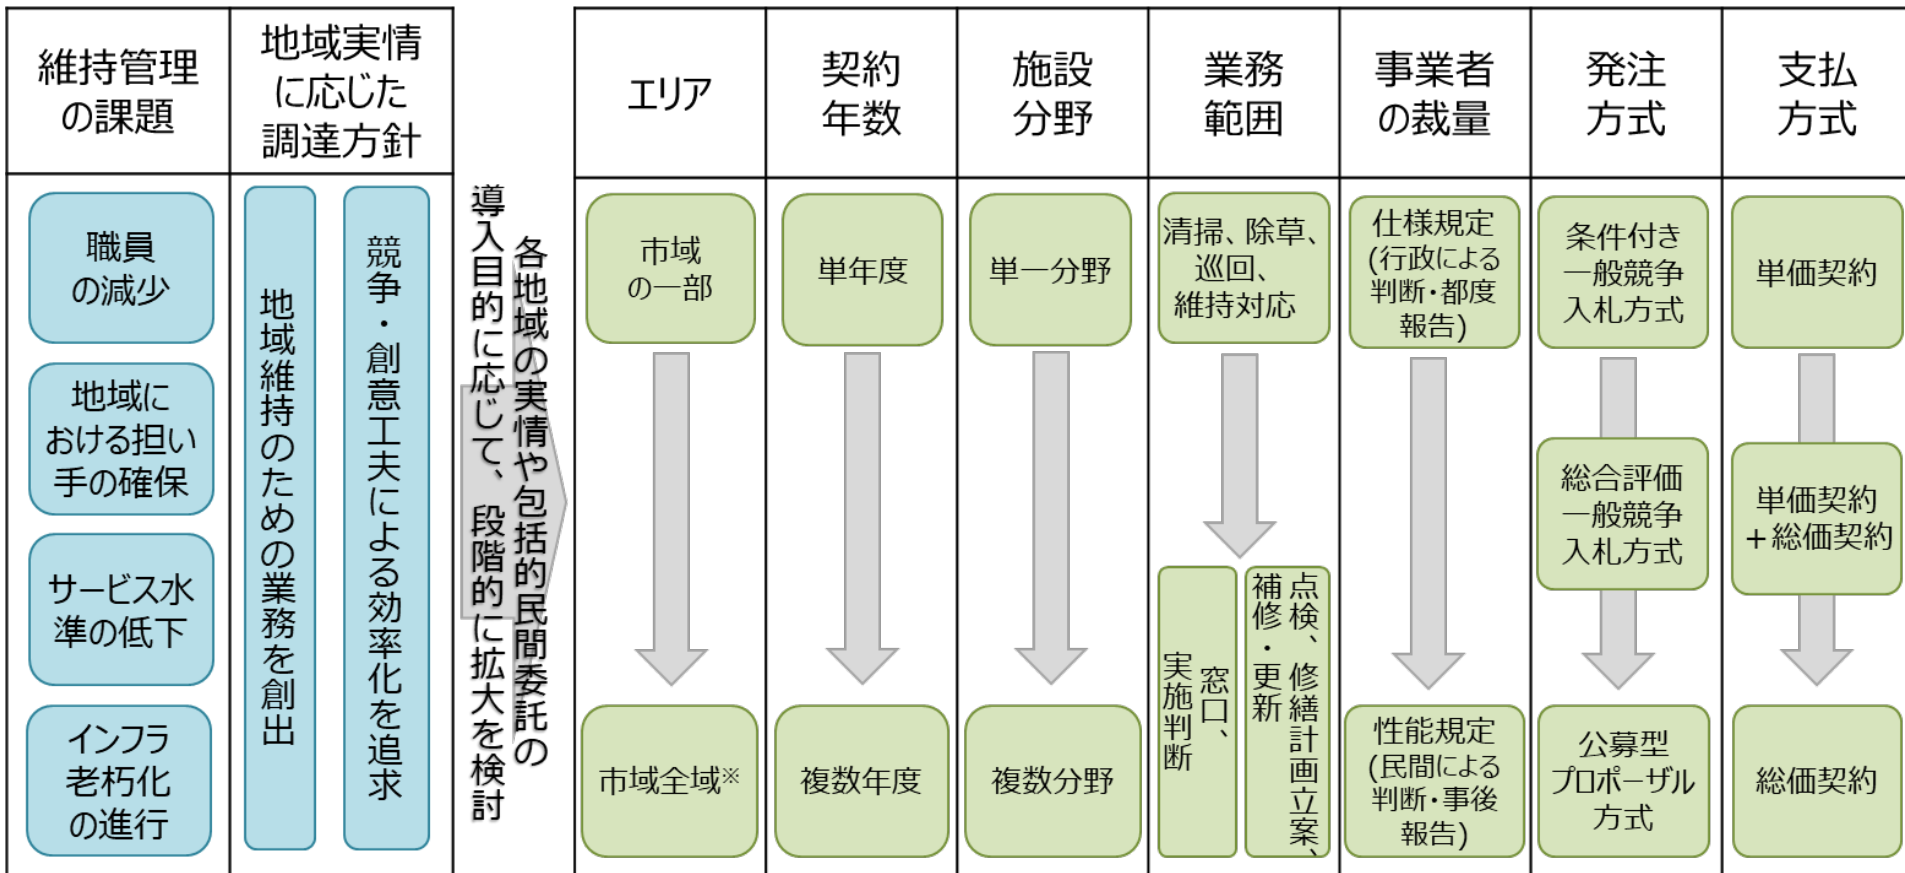 維持管理
の課題
地域実情
に応じた
調達方針
エリア
契約
年数
施設
分野
業務
範囲
事業者
の裁量
発注
方式
支払
方式
職員
の減少
地域に
おける担い
手の確保
サービス水
準の低下
インフラ
老朽化
の進行
地域維持のための業務を創出
競争・創意工夫による効率化を追求
各地域の実情や包括的民間委託の
導入目的に応じて、段階的に拡大を検討
市域
の一部
市域全域※
単年度
複数年度
単一分野
複数分野
清掃、除草、
巡回、
維持対応
点検、修繕計画立案、
補修・更新
窓口、
実施判断
仕様規定
(行政による
判断・都度
報告)
性能規定
(民間による
判断・事後
報告)
条件付き
一般競争
入札方式
総合評価
一般競争
入札方式
公募型
プロポーザル
方式
単価契約
単価契約
+総価契約
総価契約